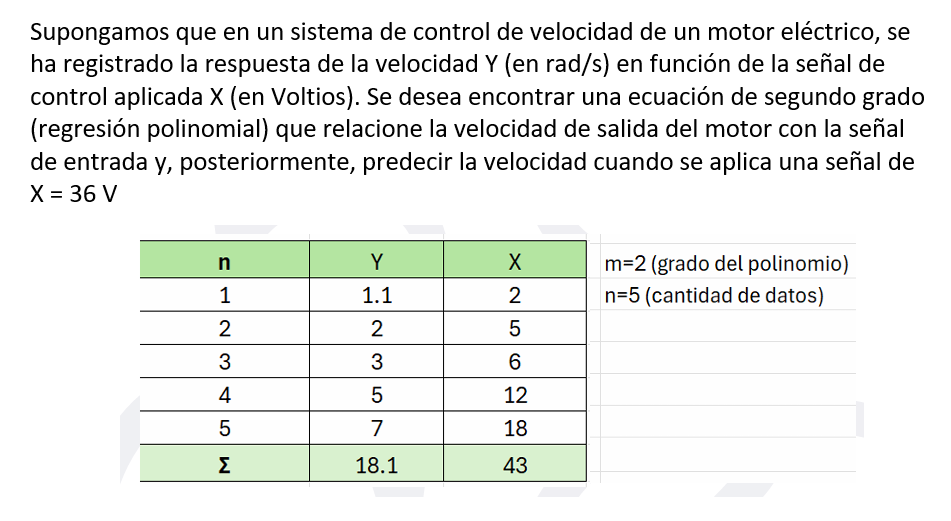 Supongamos que en un sistema de control de velocidad de un motor eléctrico, se
ha registrado la respuesta de la velocidad Y (en rad/s) en función de la señal de
control aplicada X (en Voltios). Se desea encontrar una ecuación de segundo grado
(regresión polinomial) que relacione la velocidad de salida del motor con la señal
de entrada y, posteriormente, predecir la velocidad cuando se aplica una señal de
X = 36 V
n Y X
1 1.1 2
2 2 5
3 3 6
4 5 12
5 7 18
Σ 18.1 43
m=2 (grado del polinomio)
n=5 (cantidad de datos)